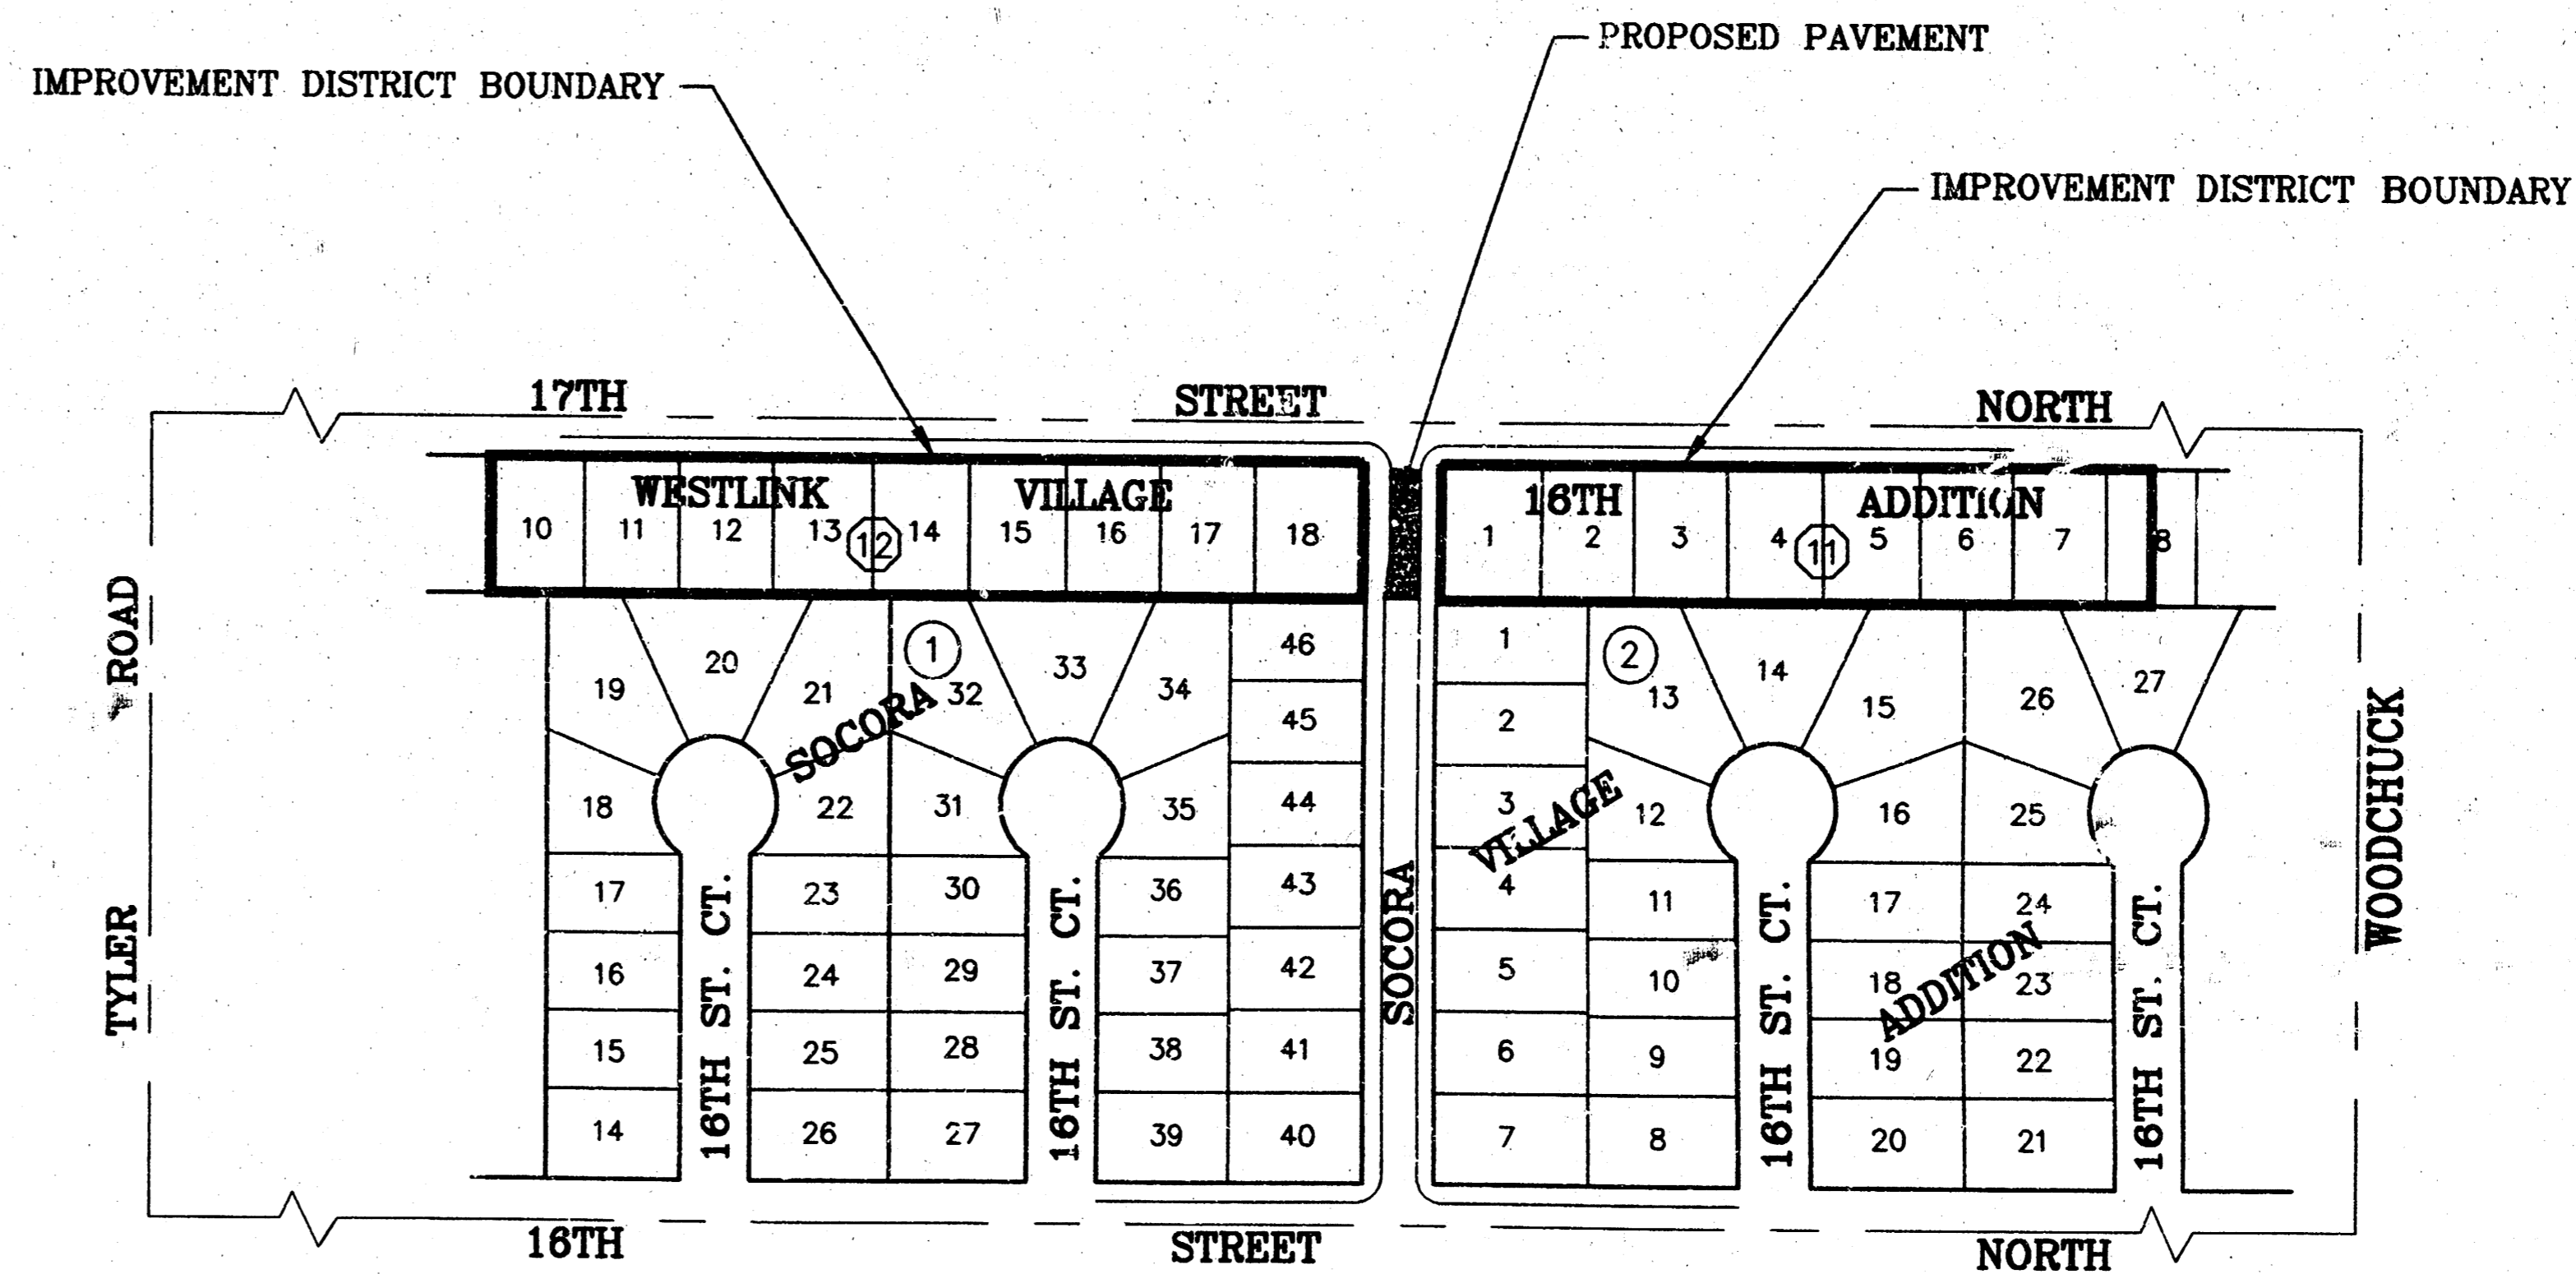 PROPOSED PAVEMENT
IMPROVEMENT DISTRICT BOUNDARY
IMPROVEMENT DISTRICT BOUNDARY
17TH STREET NORTH
WESTLINK VILLAGE 16TH ADDITION
10 11 12 13 12 14 15 16 17 18
1 2 3 4 11 5 6 7 8
TYLER ROAD
SOCORA VILLAGE ADDITION
1
19 20 21 32 33 34 46
45
18 22 31 35 44
17 23 30 36 43
16 24 29 37 42
15 25 28 38 41
14 26 27 39 40
16TH ST. CT.
16TH ST. CT.
SOCORA
2
1 13 14 15 26 27
2
3 12 16 25
4 11 17 24
5 10 18 23
6 9 19 22
7 8 20 21
16TH ST. CT.
16TH ST. CT.
WOODCHUCK
16TH STREET NORTH